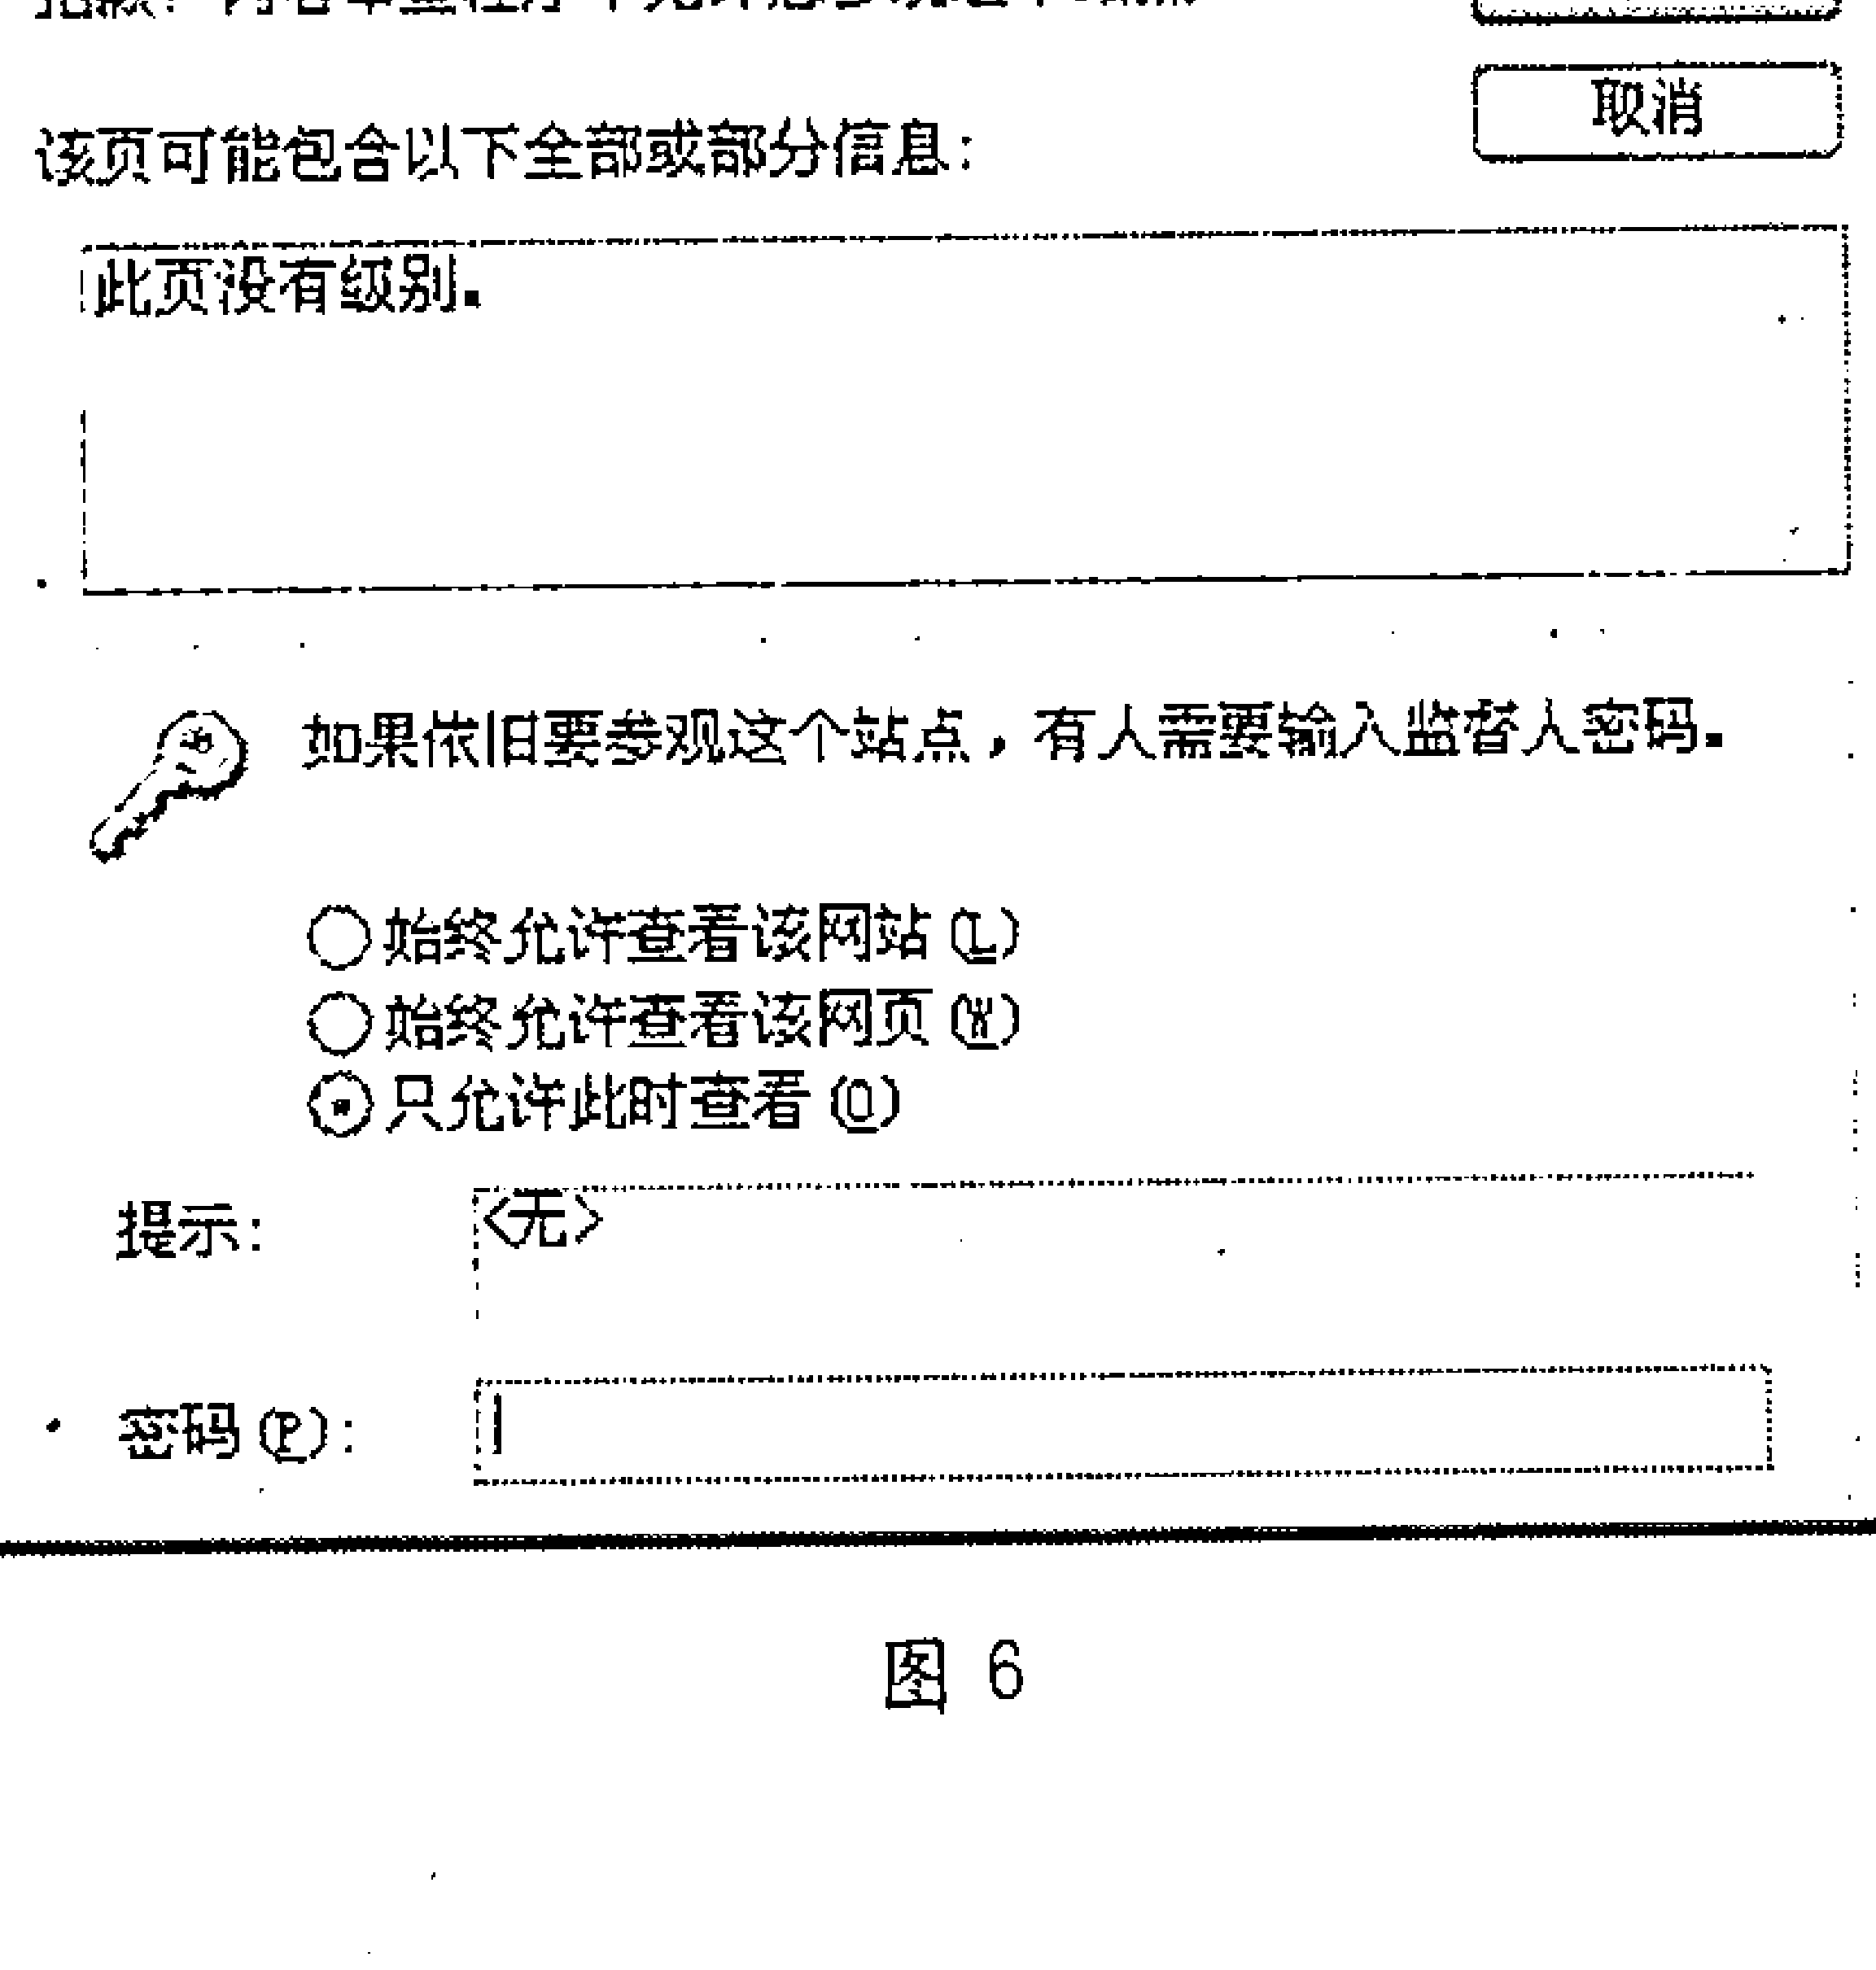 取消
该页可能包含以下全部或部分信息:
此页没有级别。
如果依旧要参观这个站点，有人需要输入监督人密码。
始终允许查看该网站(L)
始终允许查看该网页(W)
只允许此时查看(O)
提示:
<无>
密码(P):
图 6